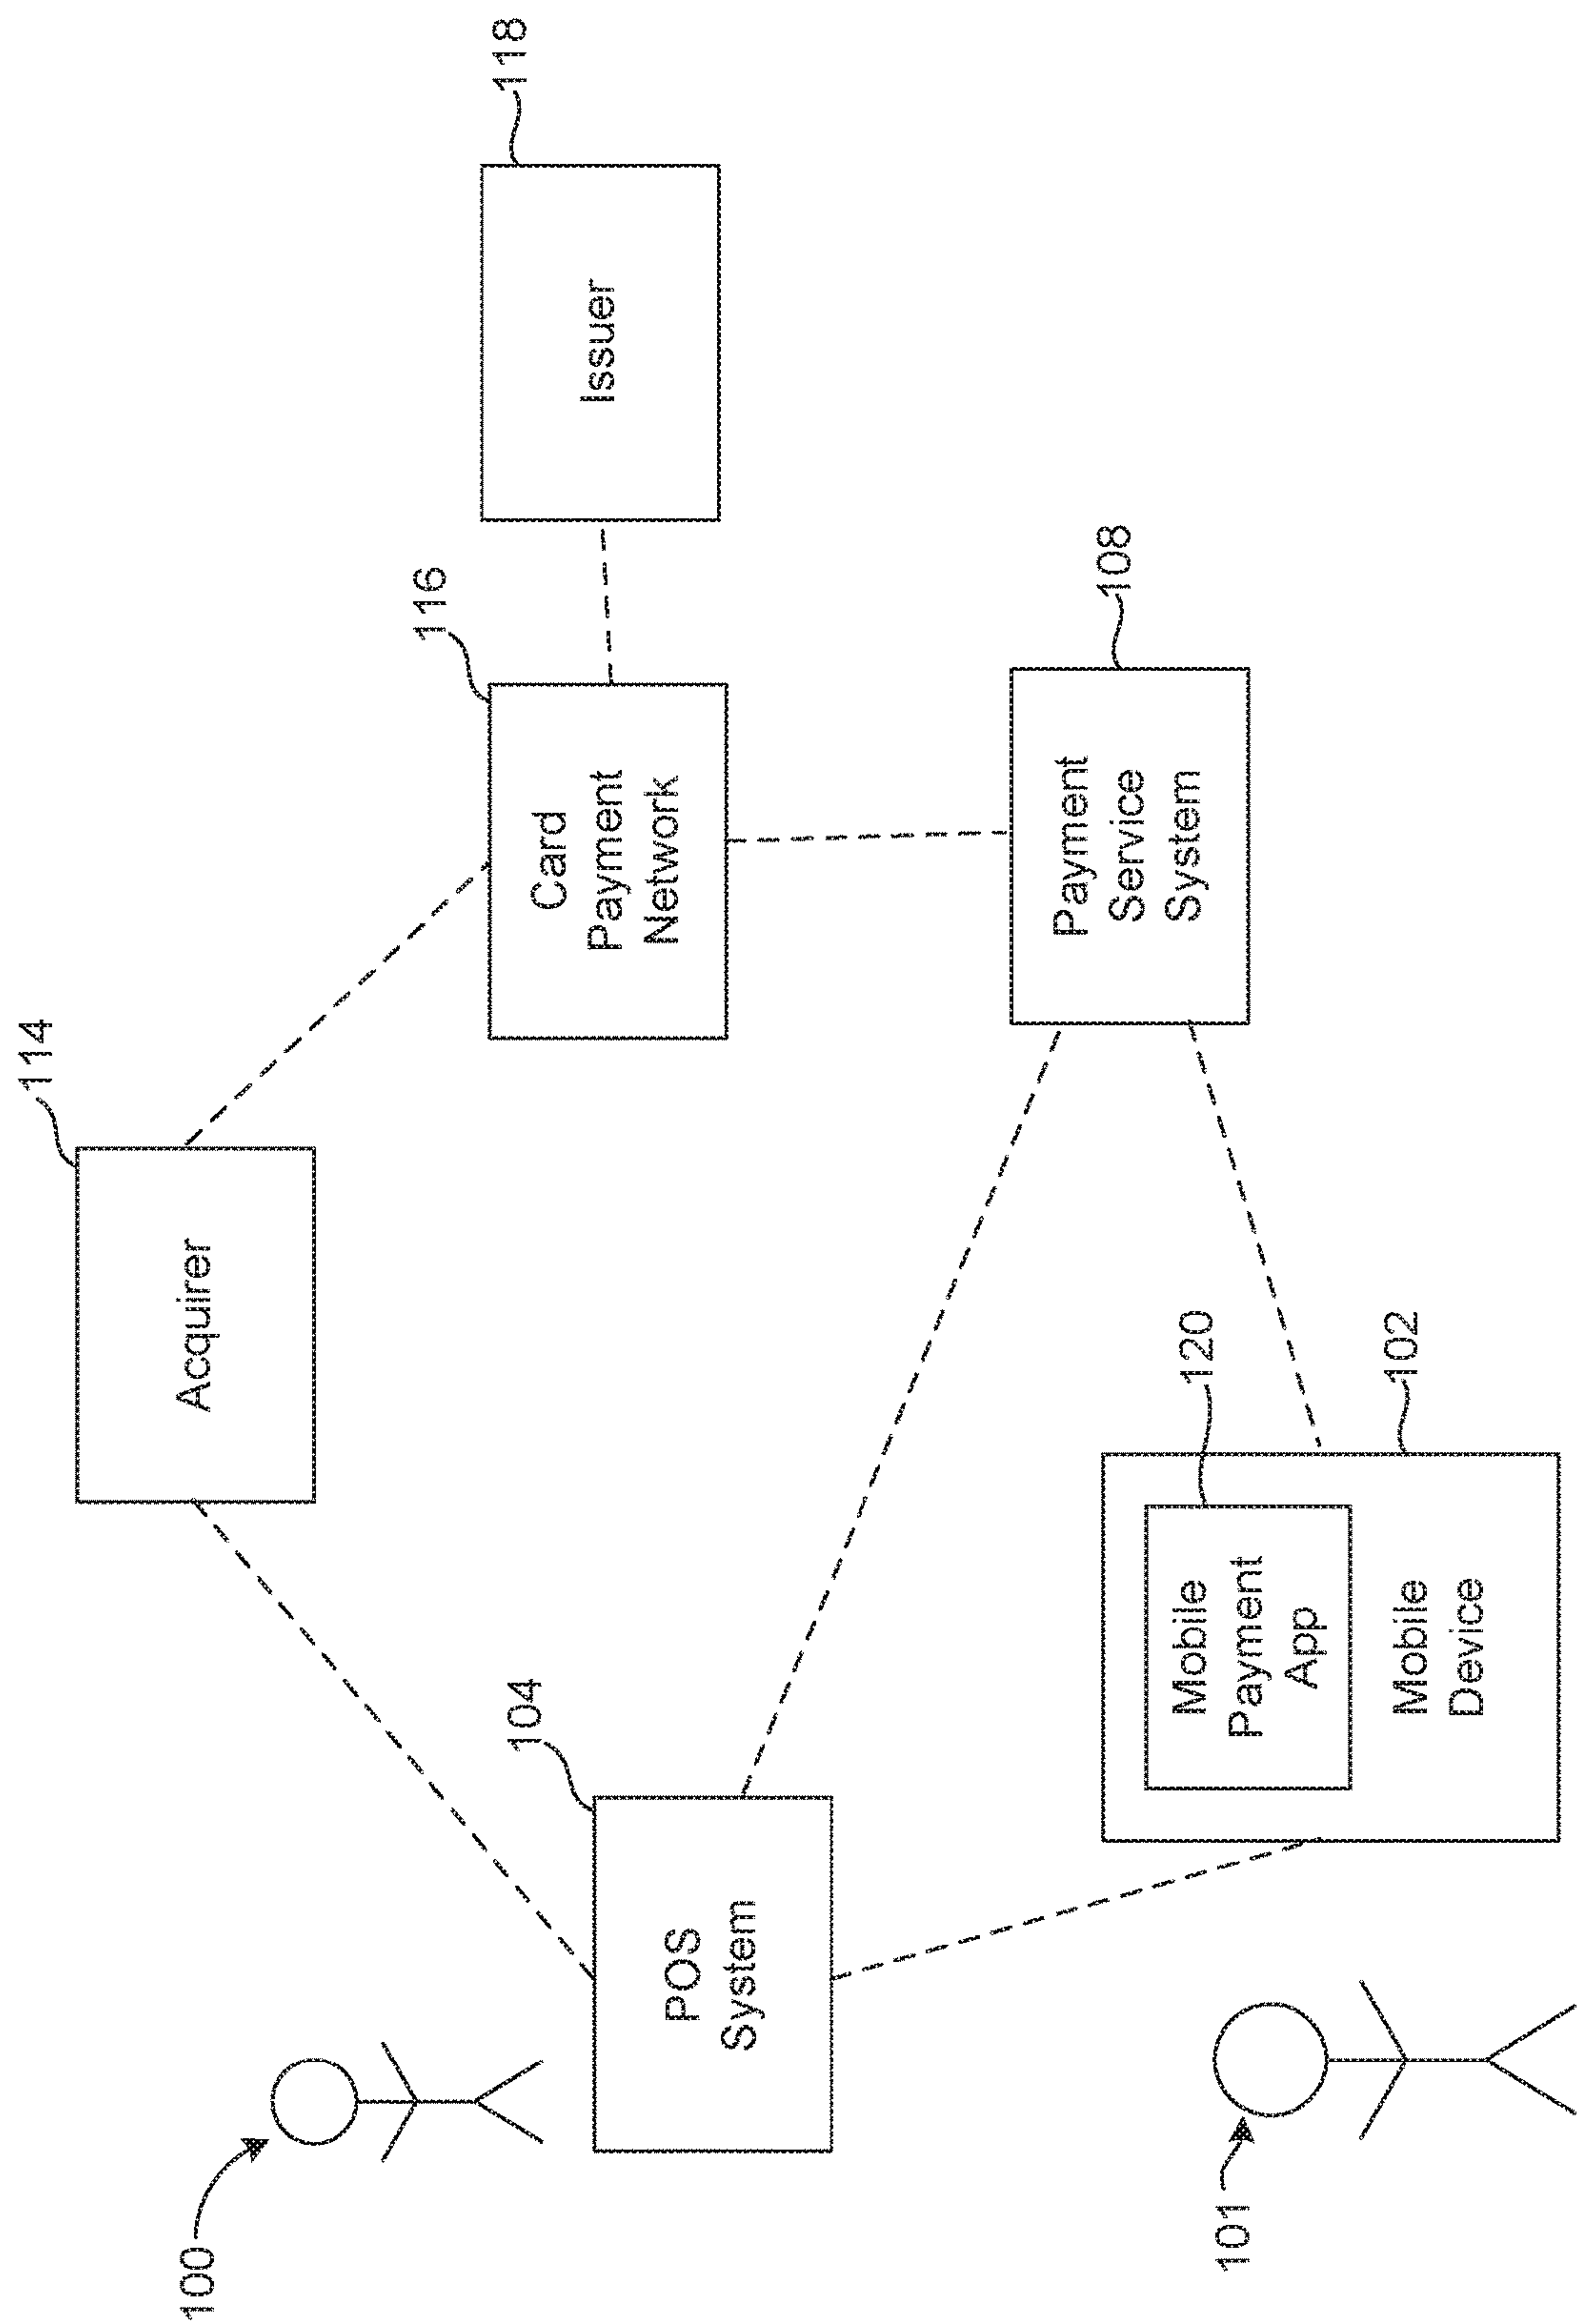 114
Acquirer
116
118
Card
Payment
Network
Issuer
100
104
POS
System
108
Payment
Service
System
120
Mobile
Payment
App
102
Mobile
Device
101